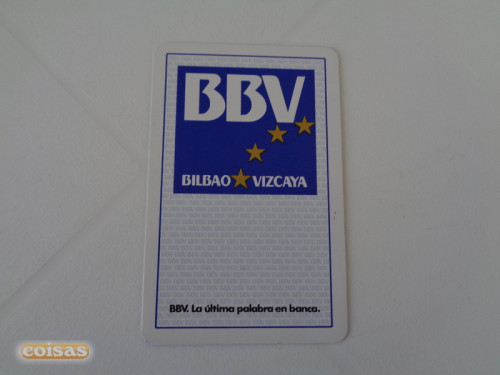 BBV
BILBAO VIZCAYA
BBV. La última palabra en banca.
coisas